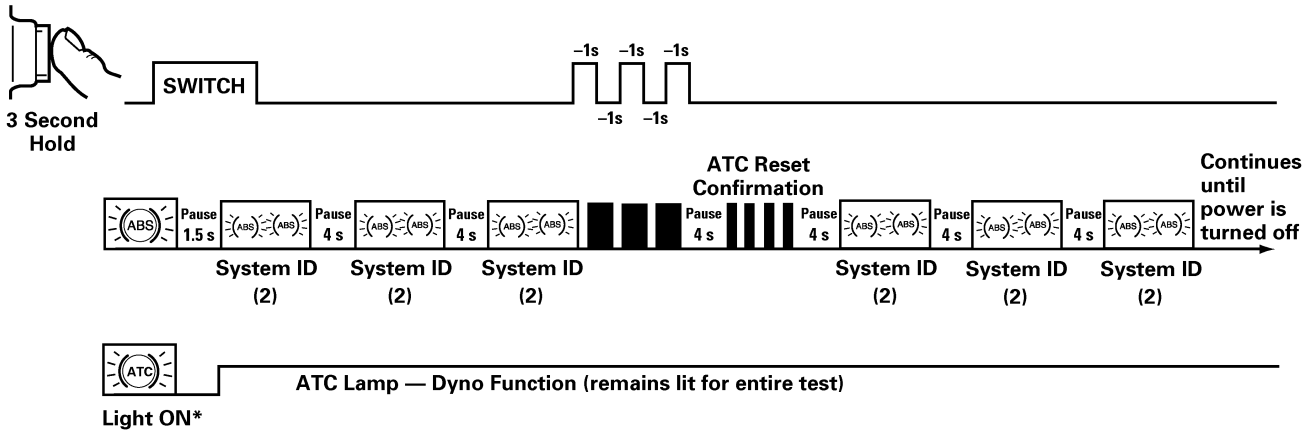 3 Second
Hold
SWITCH
–1s –1s –1s
–1s –1s
ATC Reset
Confirmation
Continues
until
power is
turned off
ABS
Pause
1.5 s
ABS ABS
Pause
4 s
ABS ABS
Pause
4 s
ABS ABS
Pause
4 s
Pause
4 s
ABS ABS
Pause
4 s
ABS ABS
Pause
4 s
ABS ABS
System ID
(2)
System ID
(2)
System ID
(2)
System ID
(2)
System ID
(2)
System ID
(2)
ATC
Light ON*
ATC Lamp — Dyno Function (remains lit for entire test)